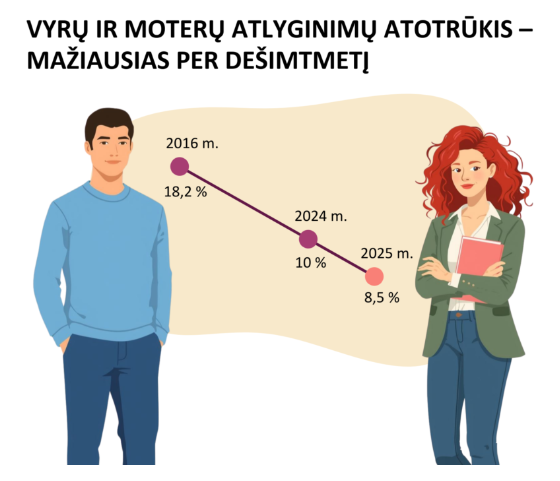 VYRŲ IR MOTERŲ ATLYGINIMŲ ATOTRŪKIS –
MAŽIAUSIAS PER DEŠIMTMETĮ
2016 m.
18,2 %
2024 m.
10 %
2025 m.
8,5 %